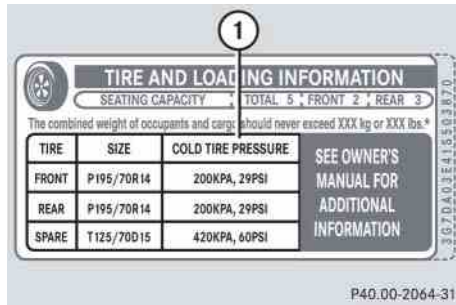 1
TIRE AND LOADING INFORMATION
SEATING CAPACITY TOTAL 5 FRONT 2 REAR 3
The combined weight of occupants and cargo should never exceed XXX kg or XXX lbs.*
TIRE SIZE COLD TIRE PRESSURE
FRONT P195/70R14 200KPA, 29PSI
REAR P195/70R14 200KPA, 29PSI
SPARE T125/70D15 420KPA, 60PSI
SEE OWNER'S
MANUAL FOR
ADDITIONAL
INFORMATION
3G7DA03E41S503870
P40.00-2064-31